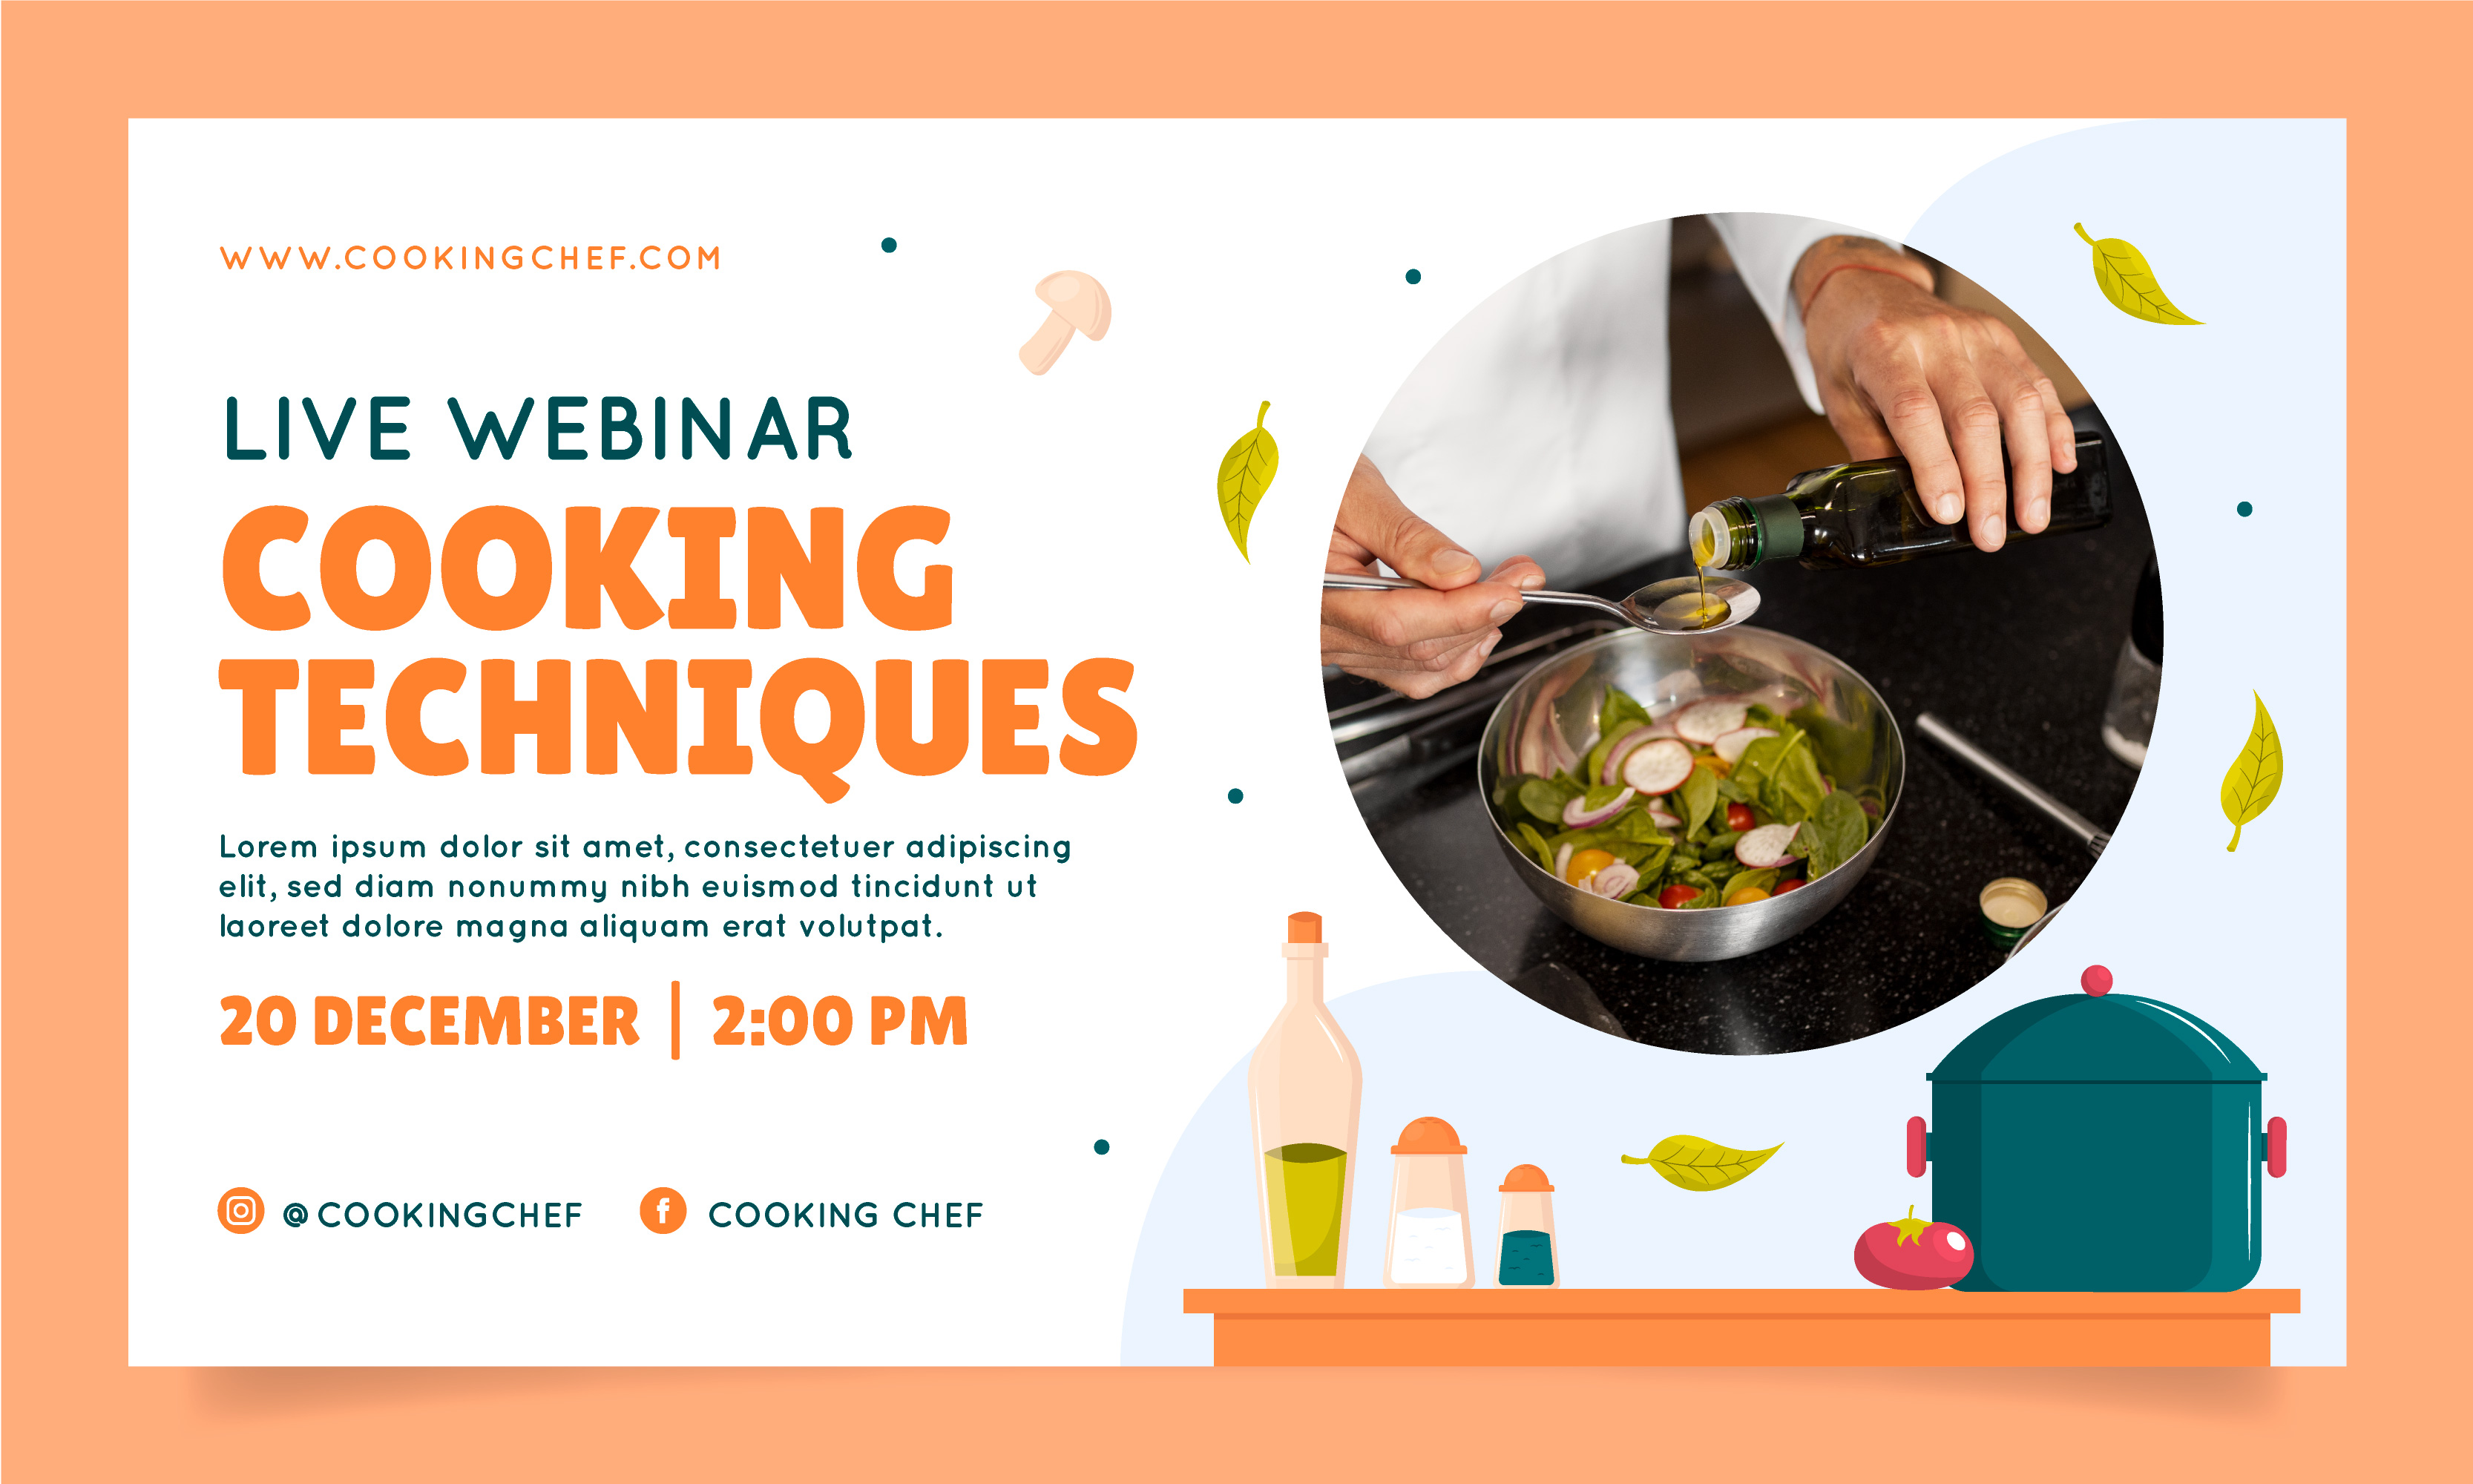 WWW.COOKINGCHEF.COM
LIVE WEBINAR
COOKING
TECHNIQUES
Lorem ipsum dolor sit amet, consectetuer adipiscing
elit, sed diam nonummy nibh euismod tincidunt ut
laoreet dolore magna aliquam erat volutpat.
20 DECEMBER | 2:00 PM
@COOKINGCHEF COOKING CHEF